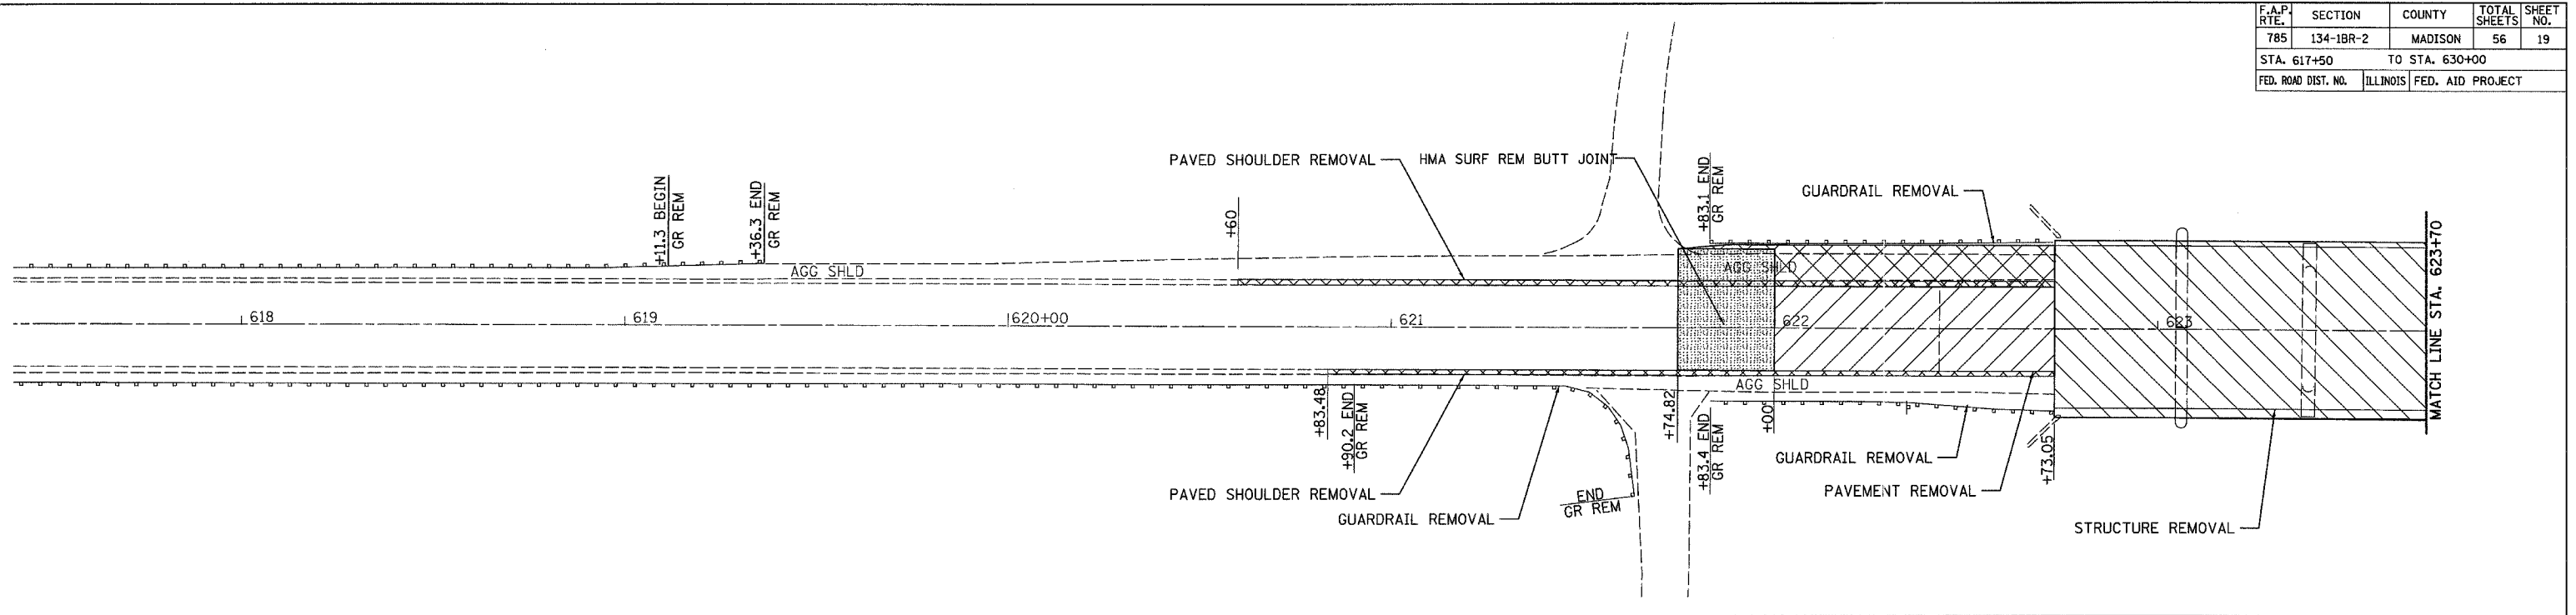 F.A.P. RTE. SECTION COUNTY TOTAL SHEETS SHEET NO.
785 134-1BR-2 MADISON 56 19
STA. 617+50 TO STA. 630+00
FED. ROAD DIST. NO. ILLINOIS FED. AID PROJECT
PAVED SHOULDER REMOVAL
HMA SURF REM BUTT JOINT
GUARDRAIL REMOVAL
+11.3 BEGIN
GR REM
+36.3 END
GR REM
+60
+83.1 END
GR REM
AGG SHLD
AGG SHLD
618
619
620+00
621
622
623
MATCH LINE STA. 623+70
AGG SHLD
+83.48
+90.2 END
GR REM
+74.82
+83.4 END
GR REM
+00
+73.05
GUARDRAIL REMOVAL
PAVEMENT REMOVAL
PAVED SHOULDER REMOVAL
GUARDRAIL REMOVAL
END
GR REM
STRUCTURE REMOVAL